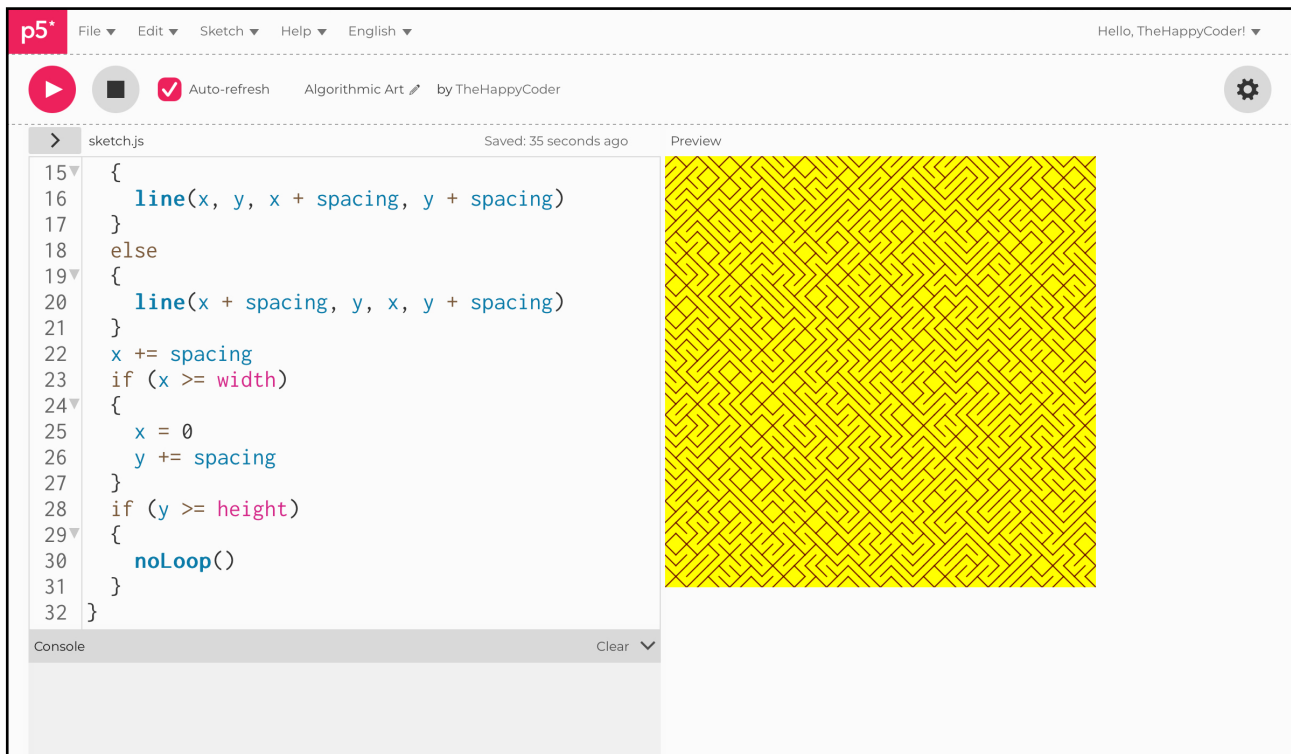 p5* File ▾ Edit ▾ Sketch ▾ Help ▾ English ▾ Hello, TheHappyCoder! ▾
Auto-refresh Algorithmic Art by TheHappyCoder
> sketch.js Saved: 35 seconds ago Preview
15 {
16 line(x, y, x + spacing, y + spacing)
17 }
18 else
19 {
20 line(x + spacing, y, x, y + spacing)
21 }
22 x += spacing
23 if (x >= width)
24 {
25 x = 0
26 y += spacing
27 }
28 if (y >= height)
29 {
30 noLoop()
31 }
32 }
Console Clear